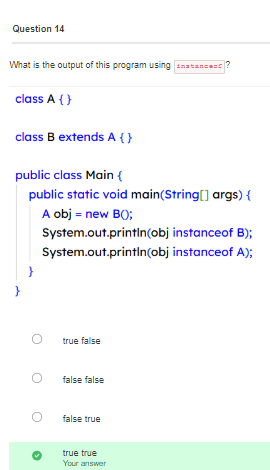 Question 14
What is the output of this program using instanceof?
class A { }
class B extends A { }
public class Main {
public static void main(String[] args) {
A obj = new B();
System.out.println(obj instanceof B);
System.out.println(obj instanceof A);
}
}
true false
false false
false true
true true
Your answer